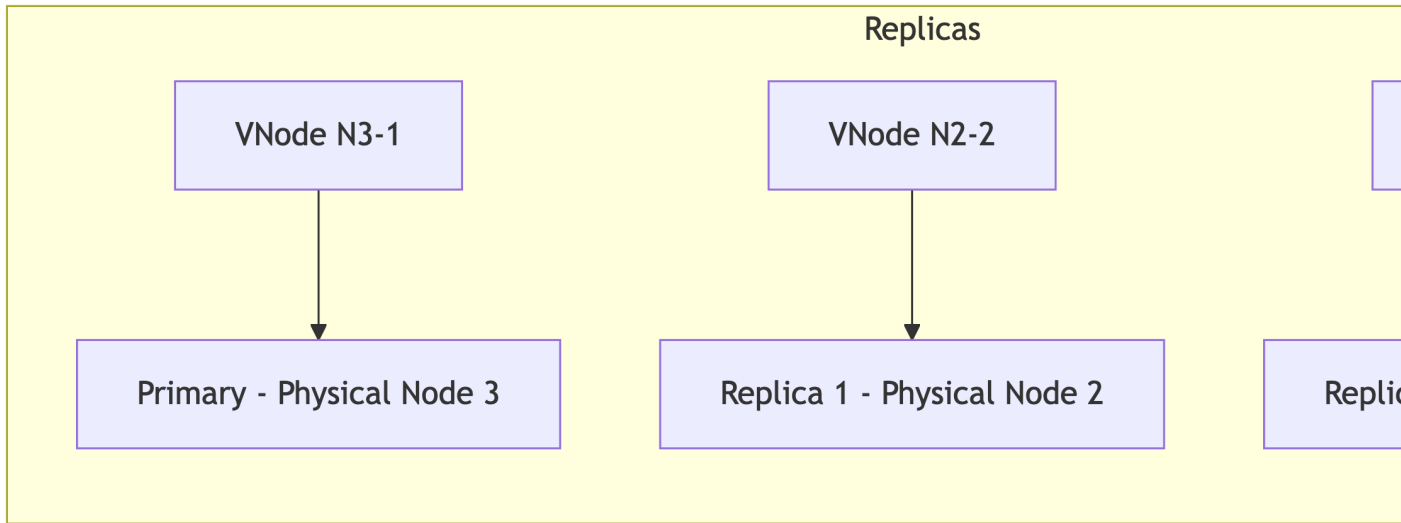 Replicas
VNode N3-1
VNode N2-2
Primary - Physical Node 3
Replica 1 - Physical Node 2